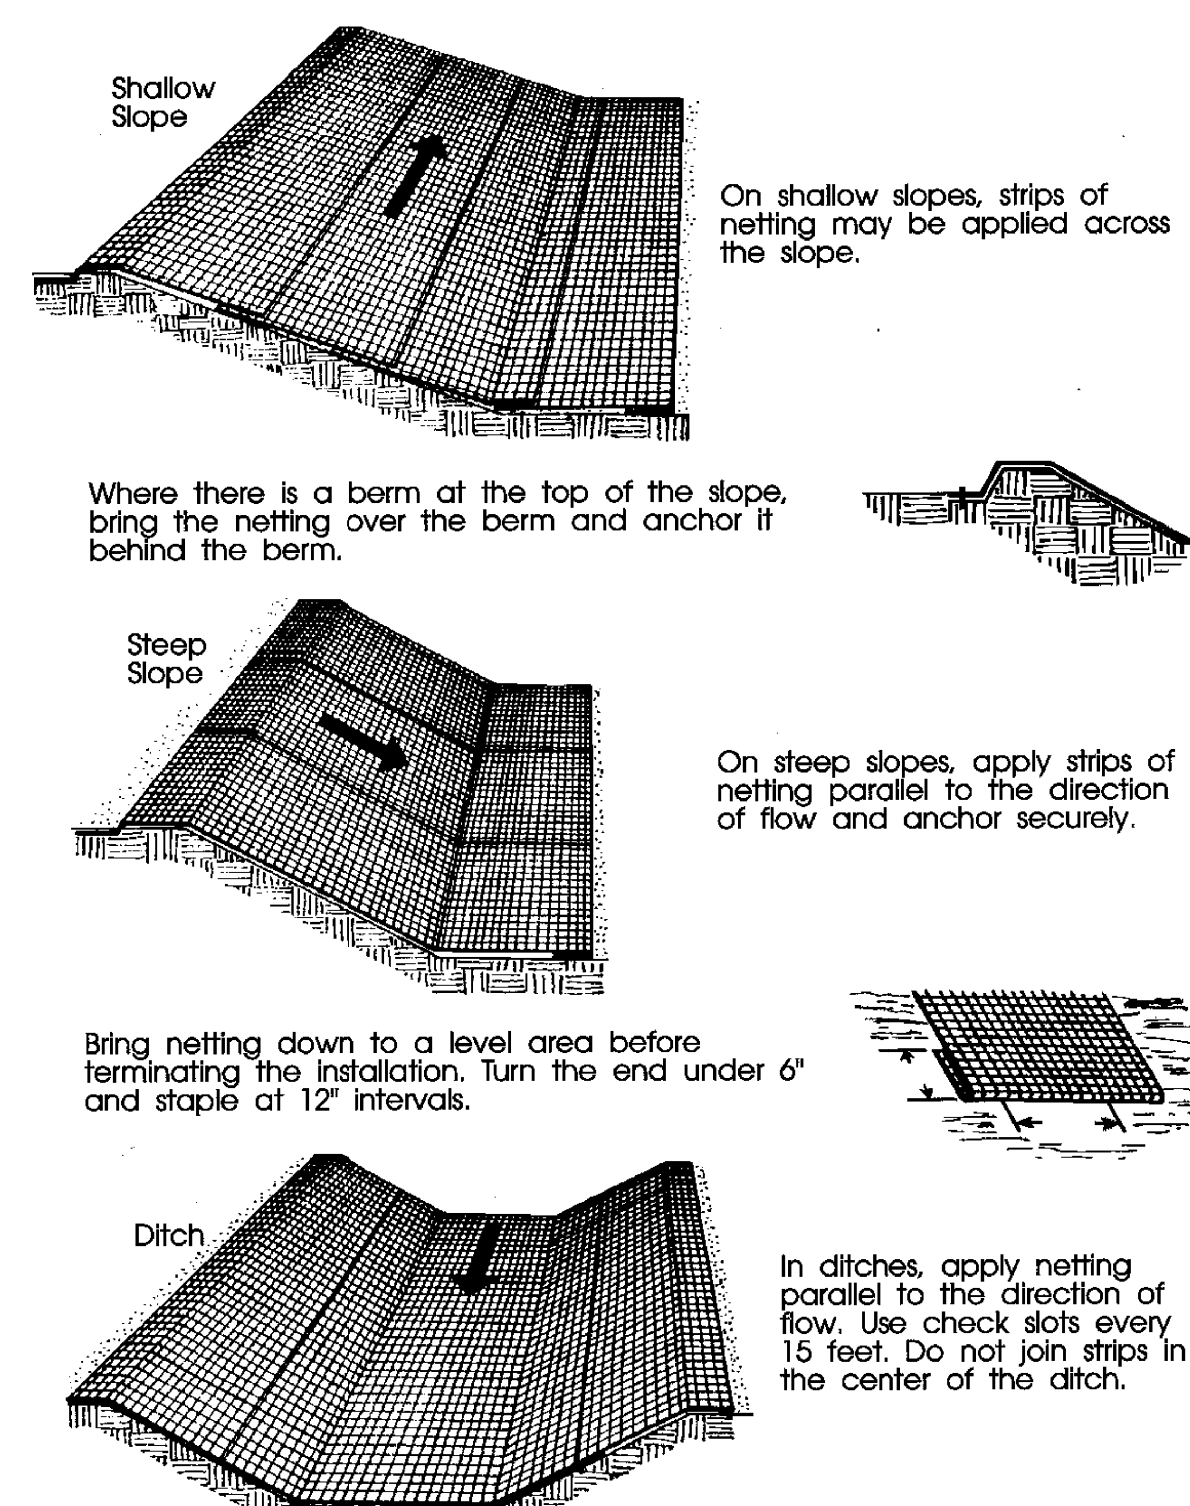 Shallow
Slope
On shallow slopes, strips of
netting may be applied across
the slope.
Where there is a berm at the top of the slope,
bring the netting over the berm and anchor it
behind the berm.
Steep
Slope
On steep slopes, apply strips of
netting parallel to the direction
of flow and anchor securely.
Bring netting down to a level area before
terminating the installation. Turn the end under 6"
and staple at 12" intervals.
Ditch
In ditches, apply netting
parallel to the direction of
flow. Use check slots every
15 feet. Do not join strips in
the center of the ditch.